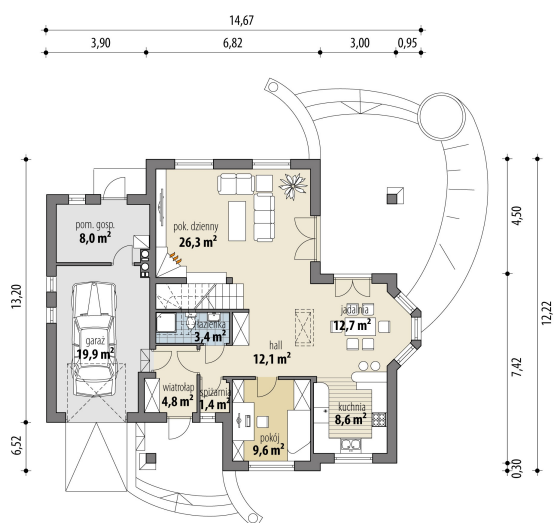 14,67
3,90
6,82
3,00
0,95
pom. gosp.
8,0 m²
pok. dzienny
26,3 m²
4,50
13,20
12,22
jadalnia
12,7 m²
łazienka
3,4 m²
garaż
19,9 m²
hall
12,1 m²
7,42
wiatrołap
4,8 m²
spiżarnia
1,4 m²
kuchnia
8,6 m²
pokój
9,6 m²
6,52
0,30